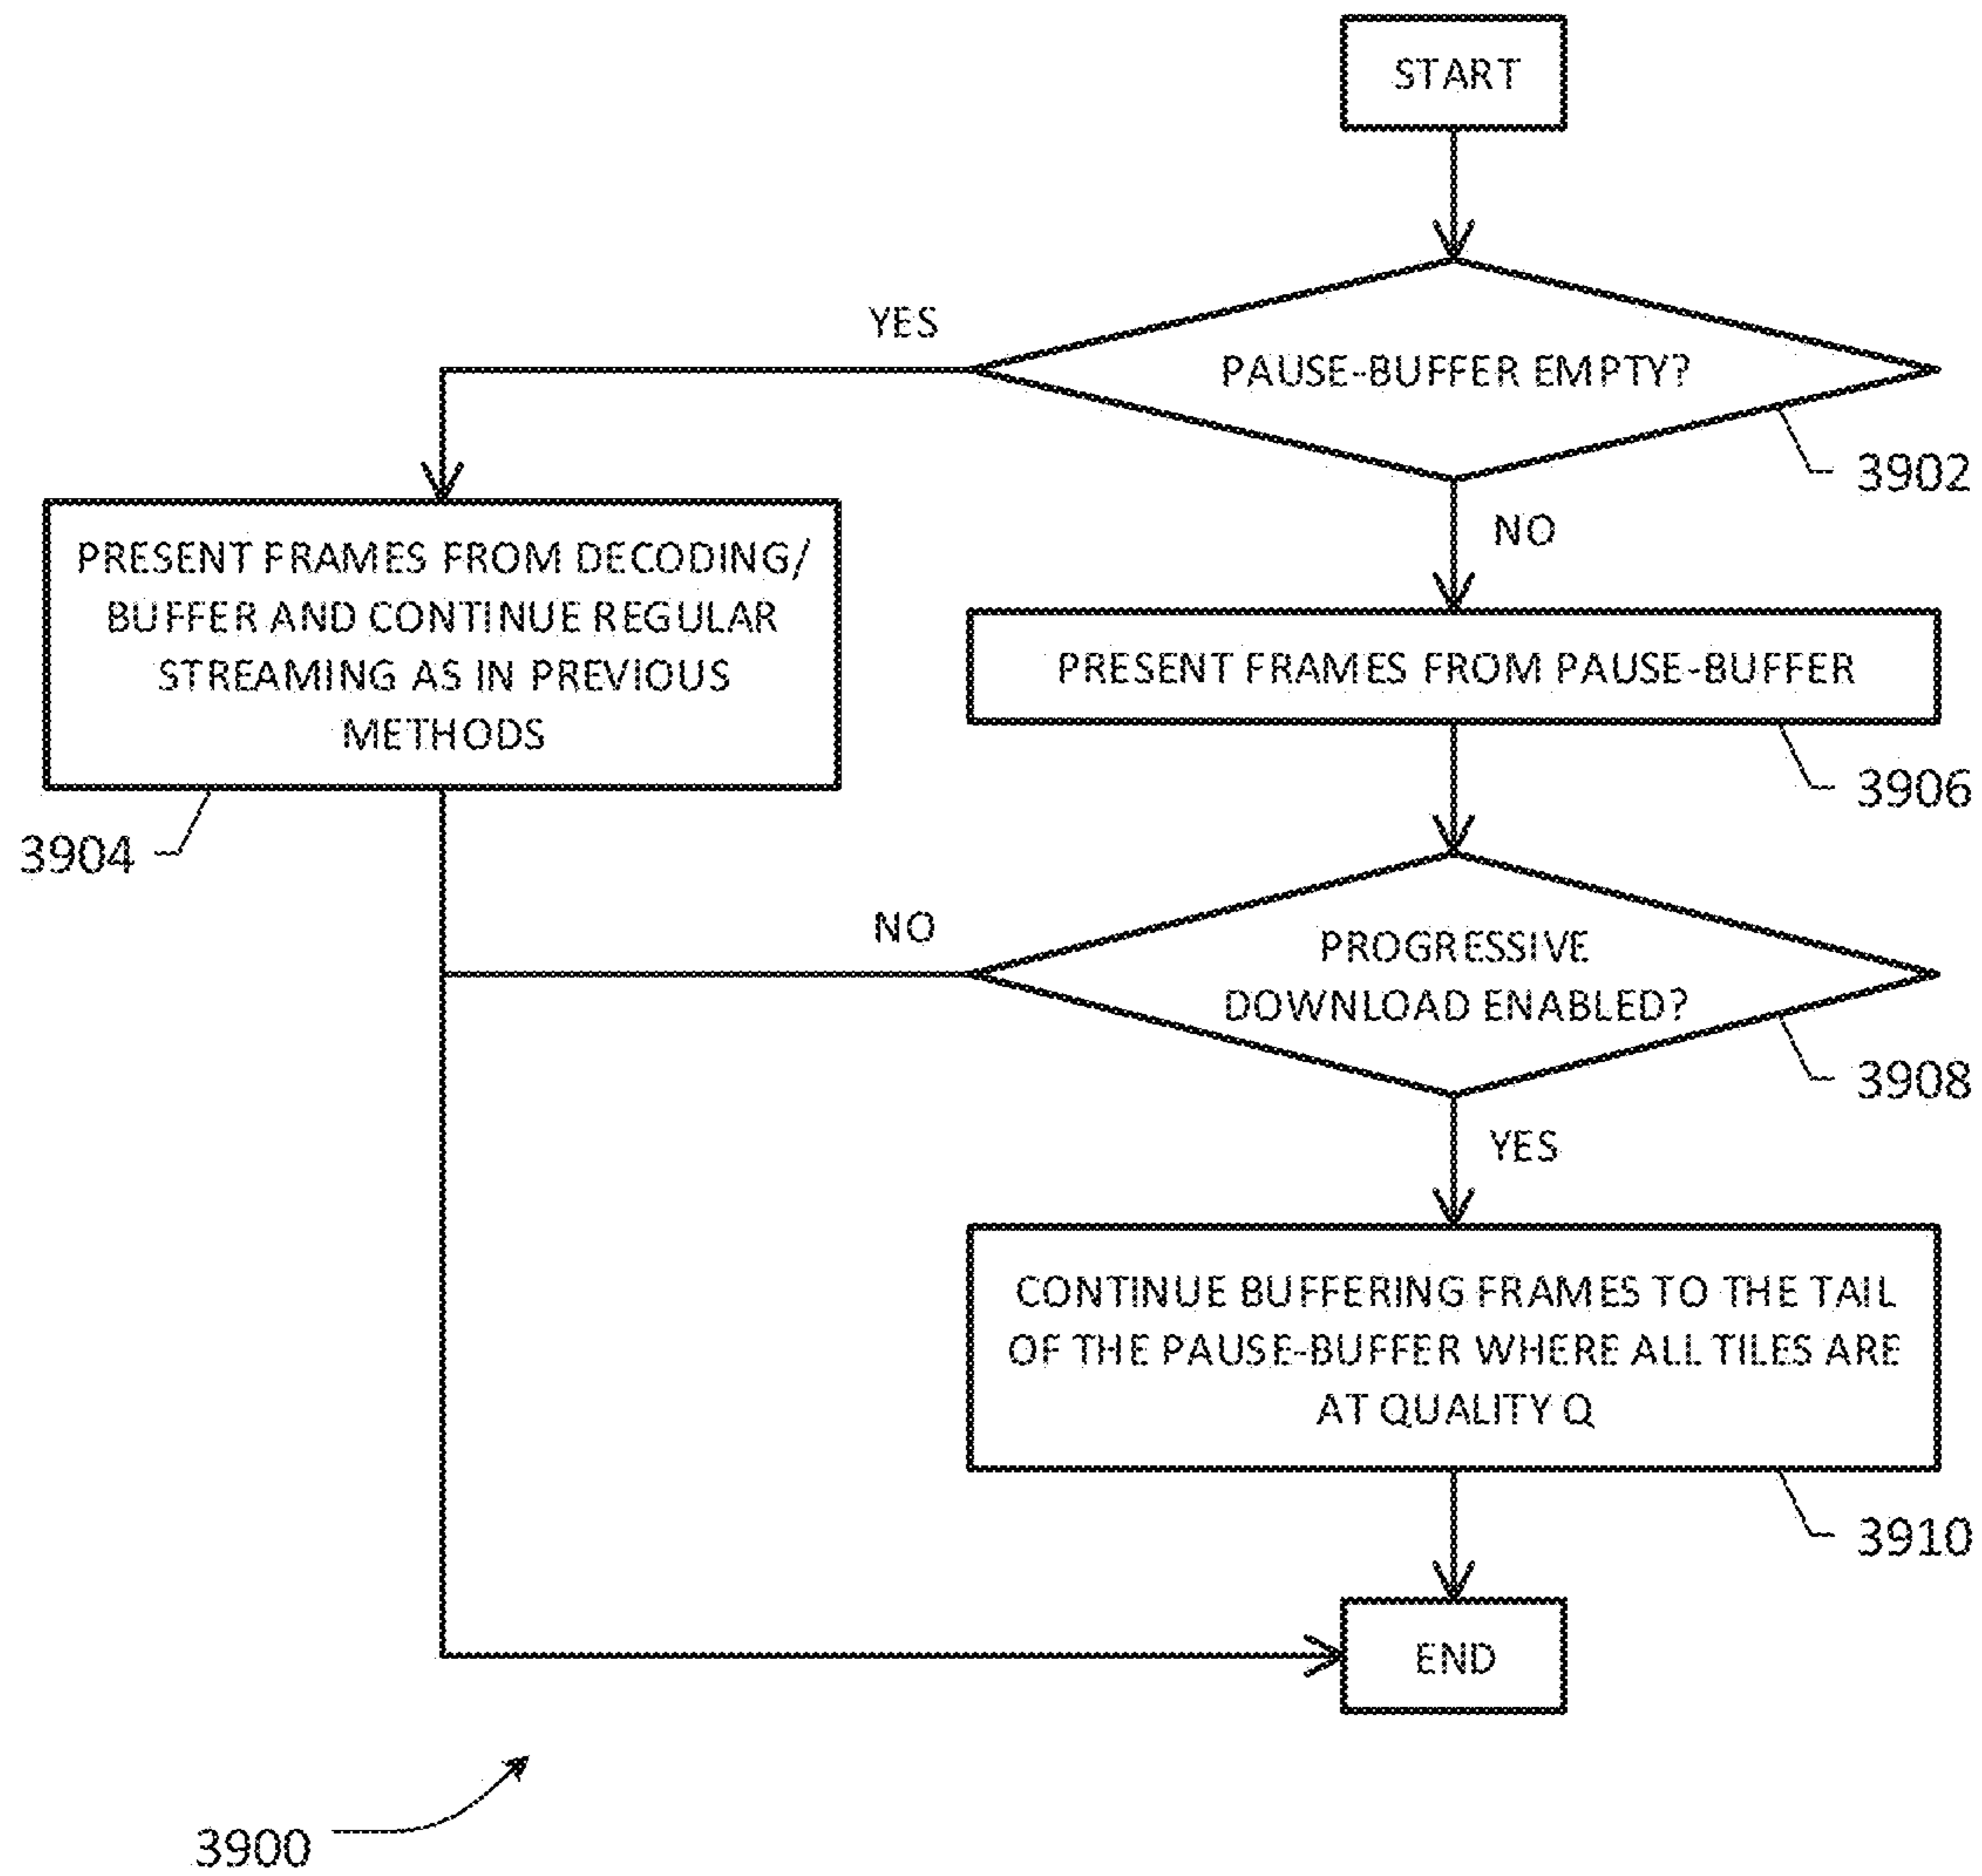 START
YES
PAUSE-BUFFER EMPTY?
3902
NO
PRESENT FRAMES FROM DECODING/
BUFFER AND CONTINUE REGULAR
STREAMING AS IN PREVIOUS
METHODS
3904
PRESENT FRAMES FROM PAUSE-BUFFER
3906
NO
PROGRESSIVE
DOWNLOAD ENABLED?
3908
YES
CONTINUE BUFFERING FRAMES TO THE TAIL
OF THE PAUSE-BUFFER WHERE ALL TILES ARE
AT QUALITY Q
3910
END
3900